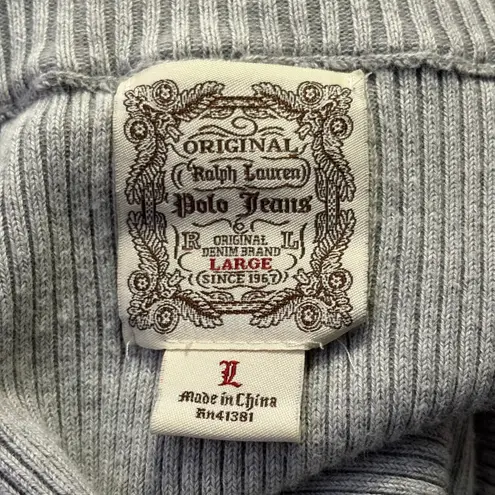 ORIGINAL
Ralph Lauren
Polo Jeans
R ORIGINAL L
DENIM BRAND
LARGE
SINCE 1967
L
Made in China
Rn41381